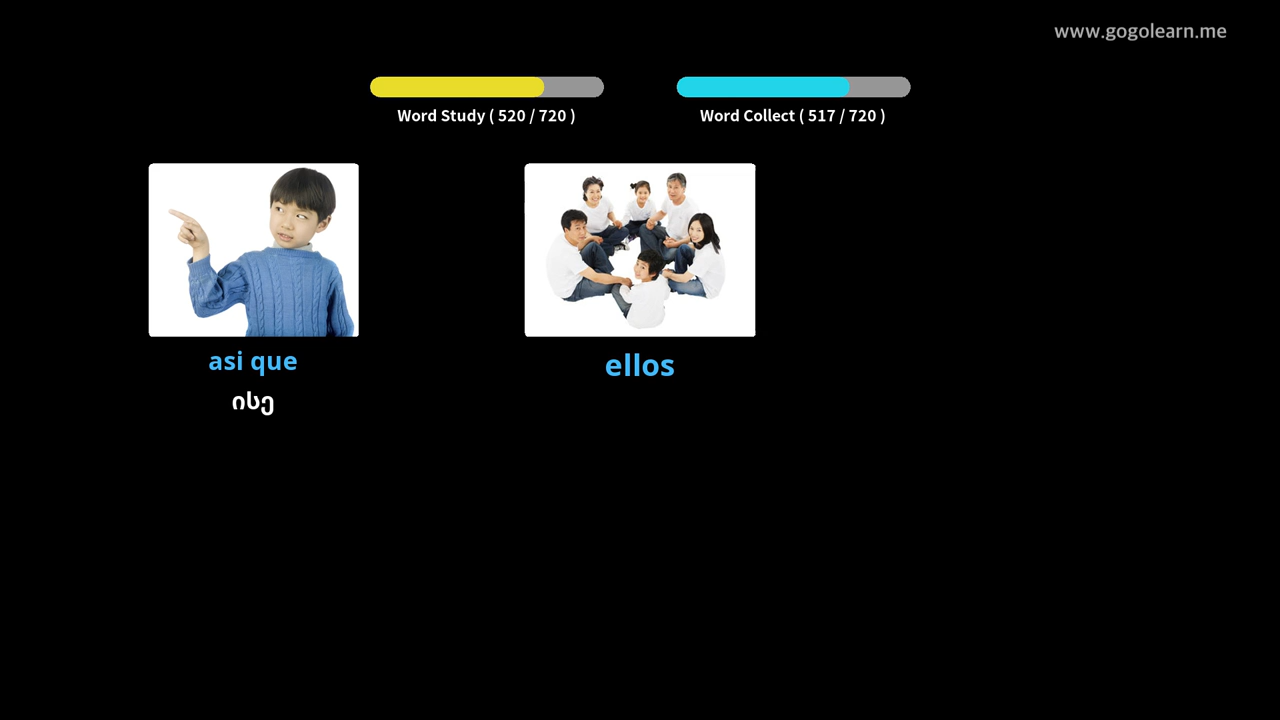 www.gogolearn.me
Word Study ( 520 / 720 )
Word Collect ( 517 / 720 )
asi que
ისე
ellos